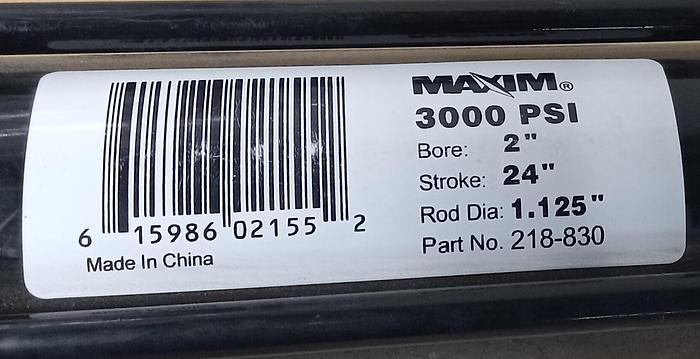 MAXIM®
3000 PSI
Bore: 2"
Stroke: 24"
Rod Dia: 1.125"
Part No. 218-830
6 15986 02155 2
Made In China